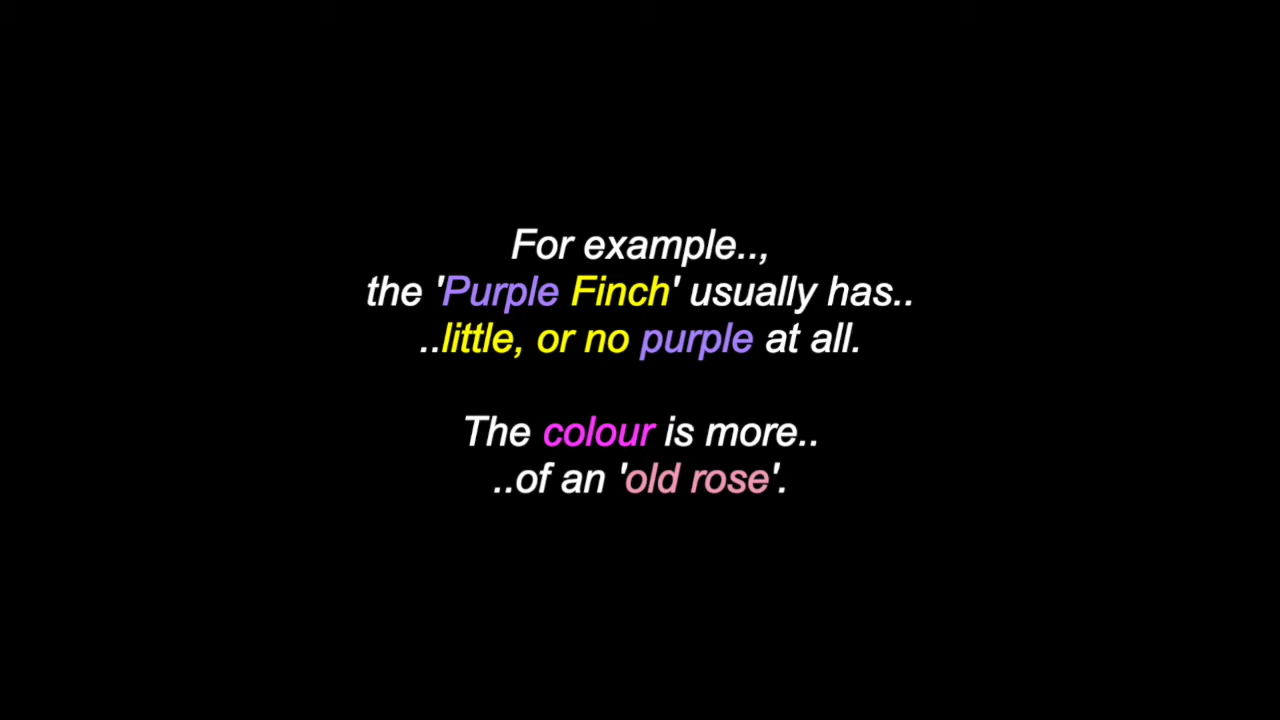 For example..,
the 'Purple Finch' usually has..
..little, or no purple at all.
The colour is more..
..of an 'old rose'.